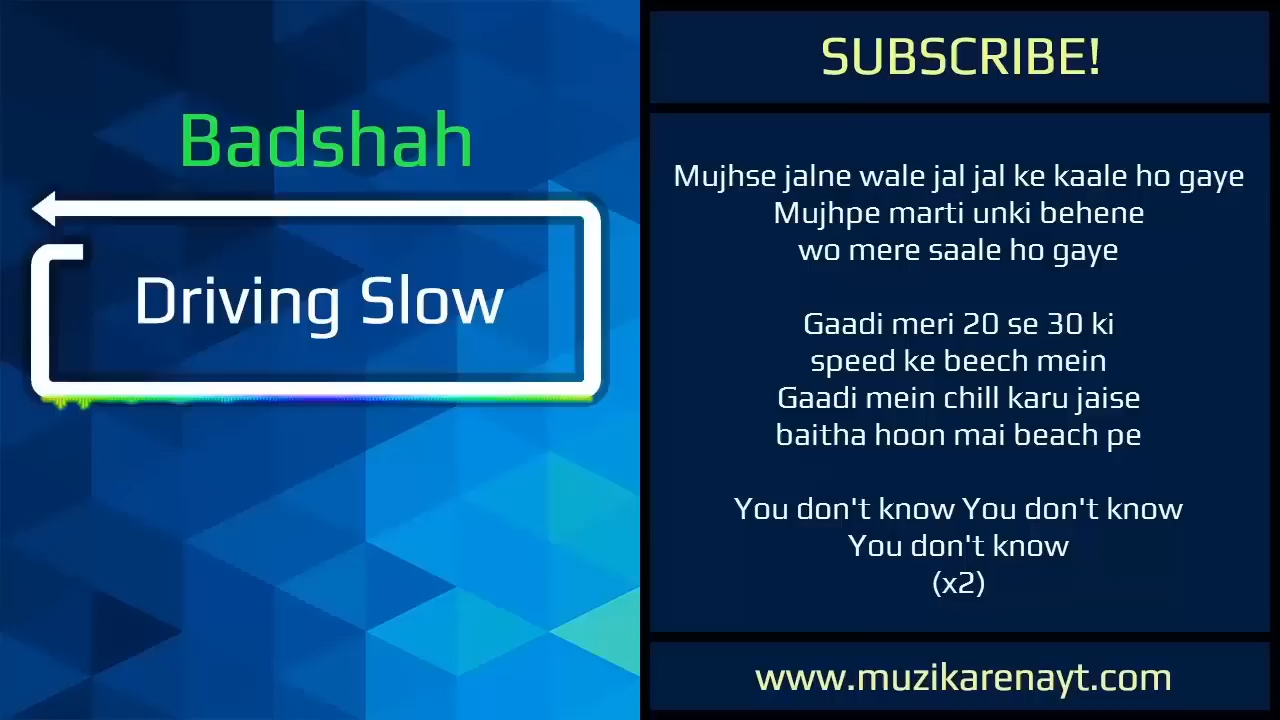 Badshah
Driving Slow
SUBSCRIBE!
Mujhse jalne wale jal jal ke kaale ho gaye
Mujhpe marti unki behene
wo mere saale ho gaye
Gaadi meri 20 se 30 ki
speed ke beech mein
Gaadi mein chill karu jaise
baitha hoon mai beach pe
You don't know You don't know
You don't know
(x2)
www.muzikarenayt.com